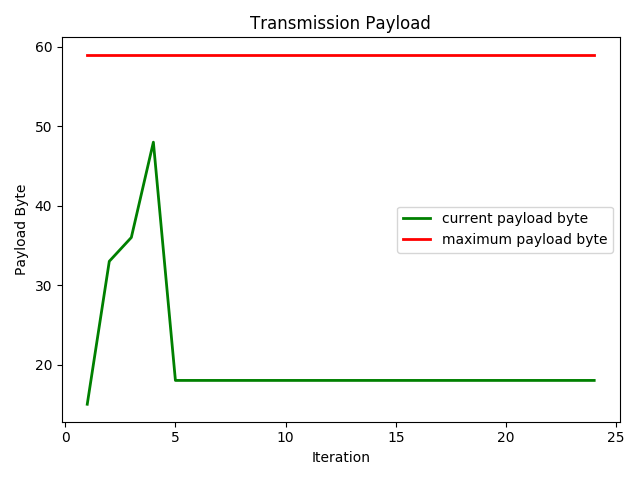 Transmission Payload
60
50
40
30
20
Payload Byte
current payload byte
maximum payload byte
0
5
10
15
20
25
Iteration